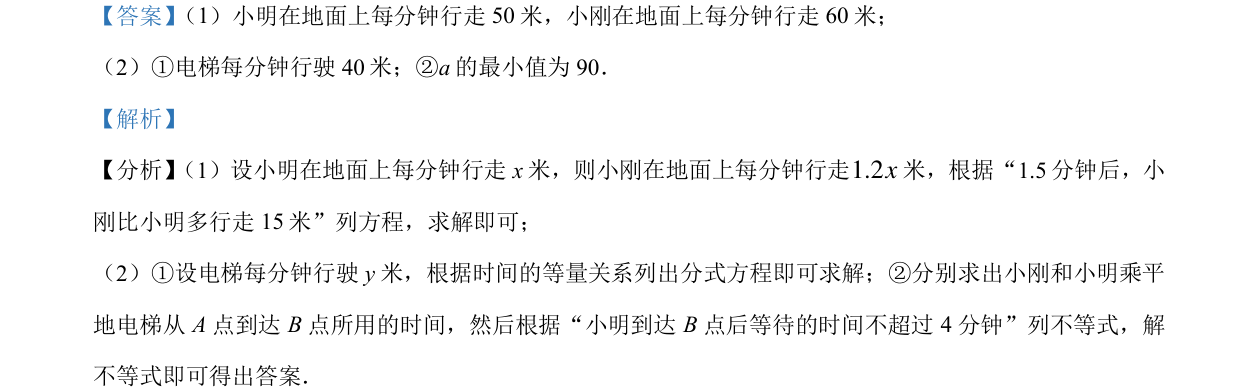 【答案】（1）小明在地面上每分钟行走 50 米，小刚在地面上每分钟行走 60 米；
（2）①电梯每分钟行驶 40 米；②a 的最小值为 90．
【解析】
【分析】（1）设小明在地面上每分钟行走 x 米，则小刚在地面上每分钟行走1.2x 米，根据“1.5 分钟后，小
刚比小明多行走 15 米”列方程，求解即可；
（2）①设电梯每分钟行驶 y 米，根据时间的等量关系列出分式方程即可求解；②分别求出小刚和小明乘平
地电梯从 A 点到达 B 点所用的时间，然后根据“小明到达 B 点后等待的时间不超过 4 分钟”列不等式，解
不等式即可得出答案．